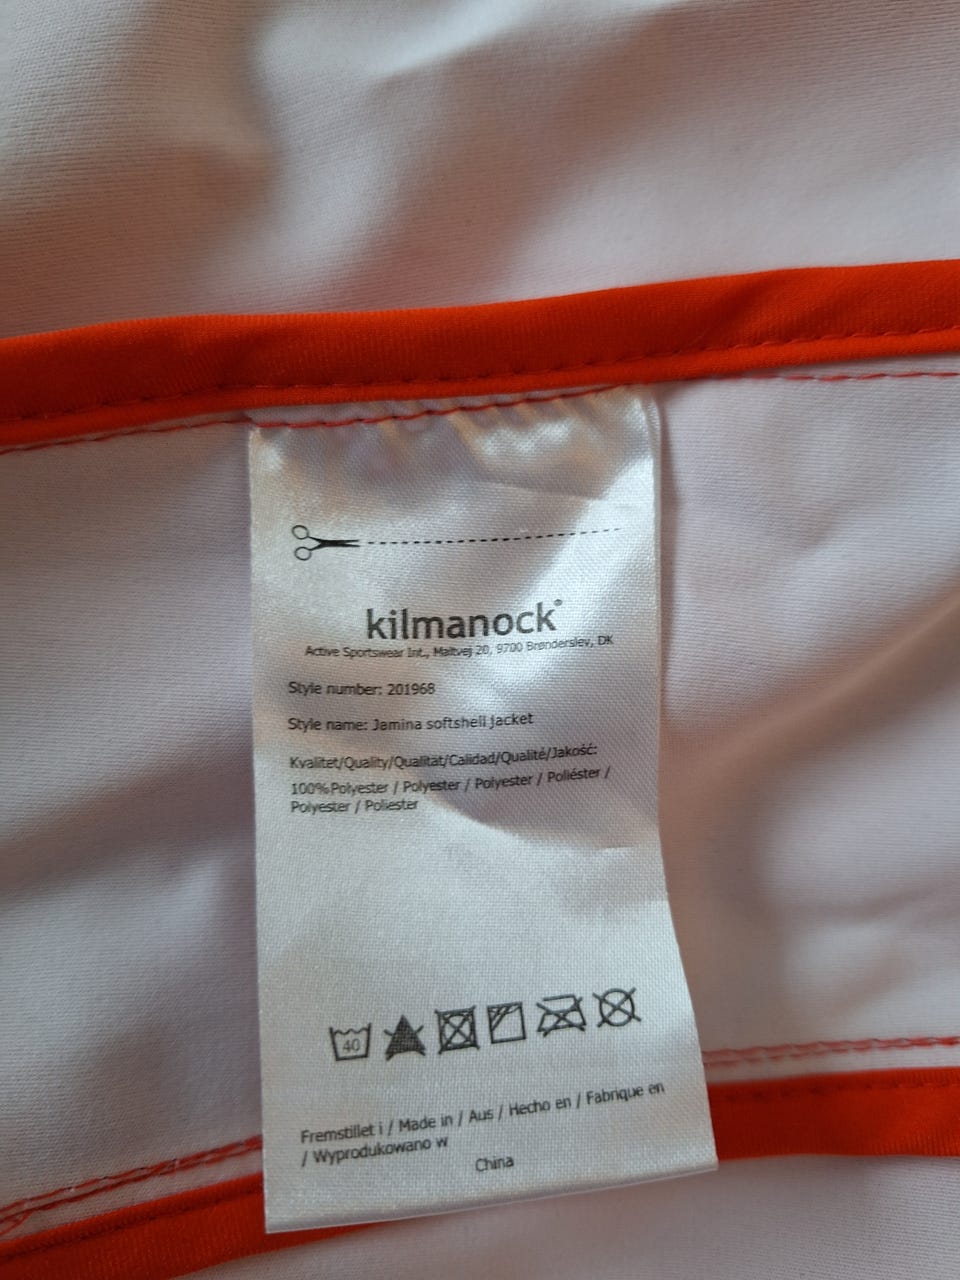 kilmanock®
Active Sportswear Int., Maltvej 20, 9700 Brønderslev, DK
Style number: 201968
Style name: Jamina softshell jacket
Kvalitet/Quality/Qualität/Calidad/Qualité/Jakość:
100%Polyester / Polyester / Polyester / Poliéster /
Polyester / Poliester
40
Fremstillet i / Made in / Aus / Hecho en / Fabrique en
/ Wyprodukowano w
China